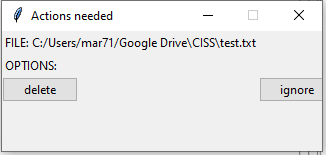 Actions needed
FILE: C:/Users/mar71/Google Drive\CISS\test.txt
OPTIONS:
delete ignore